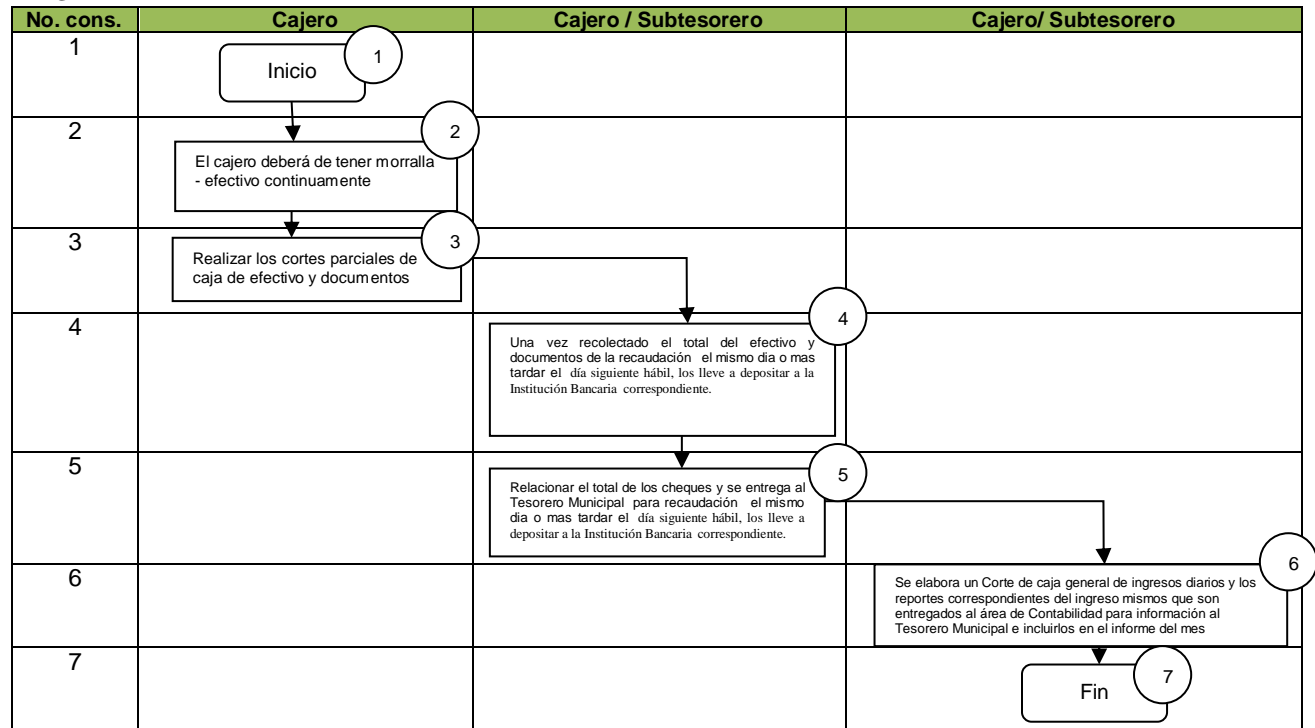 No. cons.
Cajero
Cajero / Subtesorero
Cajero/ Subtesorero
1
Inicio
1
2
2
El cajero deberá de tener morralla
- efectivo continuamente
3
3
Realizar los cortes parciales de
caja de efectivo y documentos
4
4
Una vez recolectado el total del efectivo y
documentos de la recaudación el mismo dia o mas
tardar el día siguiente hábil, los lleve a depositar a la
Institución Bancaria correspondiente.
5
5
Relacionar el total de los cheques y se entrega al
Tesorero Municipal para recaudación el mismo
dia o mas tardar el día siguiente hábil, los lleve a
depositar a la Institución Bancaria correspondiente.
6
6
Se elabora un Corte de caja general de ingresos diarios y los
reportes correspondientes del ingreso mismos que son
entregados al área de Contabilidad para información al
Tesorero Municipal e incluirlos en el informe del mes
7
7
Fin